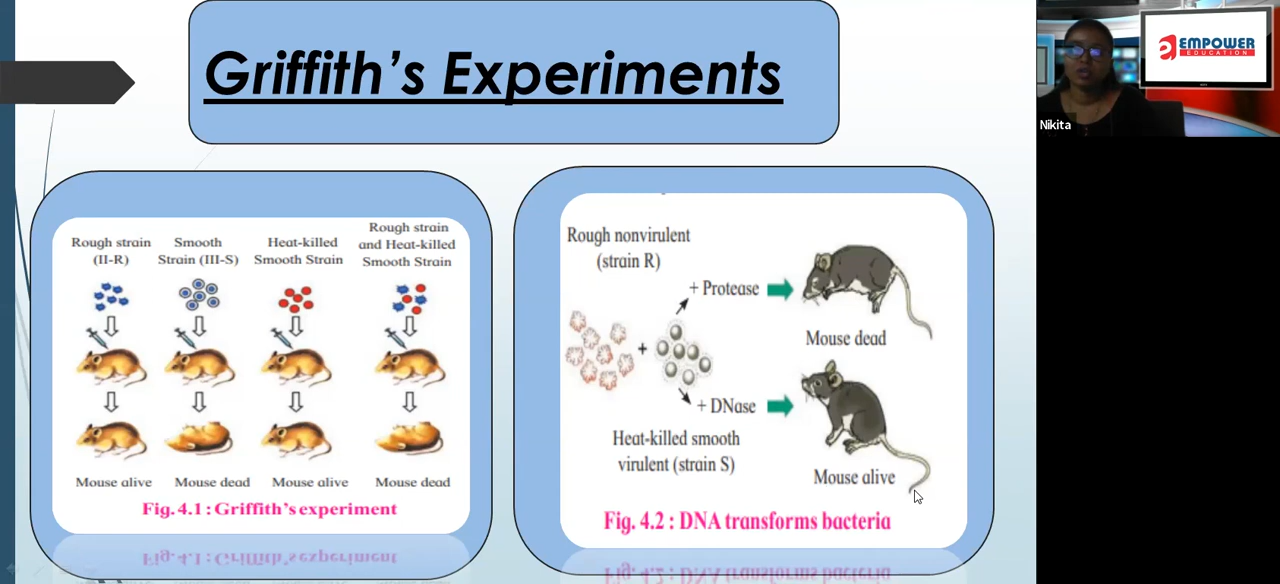 Griffith's Experiments
Rough strain
(II-R)
Smooth
Strain (III-S)
Heat-killed
Smooth Strain
Rough strain
and Heat-killed
Smooth Strain
Mouse alive
Mouse dead
Mouse alive
Mouse dead
Fig. 4.1 : Griffith's experiment
Rough nonvirulent
(strain R)
+ Protease
Mouse dead
+
+ DNase
Heat-killed smooth
virulent (strain S)
Mouse alive
Fig. 4.2 : DNA transforms bacteria
EMPOWER
EDUCATION
Nikita